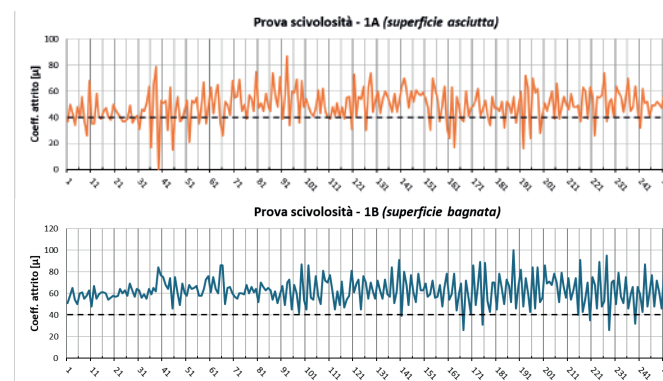 Prova scivolosità - 1A (superficie asciutta)
Coeff. attrito [µ]
100
80
60
40
20
0
1 11 21 31 41 51 61 71 81 91 101 111 121 131 141 151 161 171 181 191 201 211 221 231 241
Prova scivolosità - 1B (superficie bagnata)
Coeff. attrito [µ]
120
100
80
60
40
20
0
1 11 21 31 41 51 61 71 81 91 101 111 121 131 141 151 161 171 181 191 201 211 221 231 241